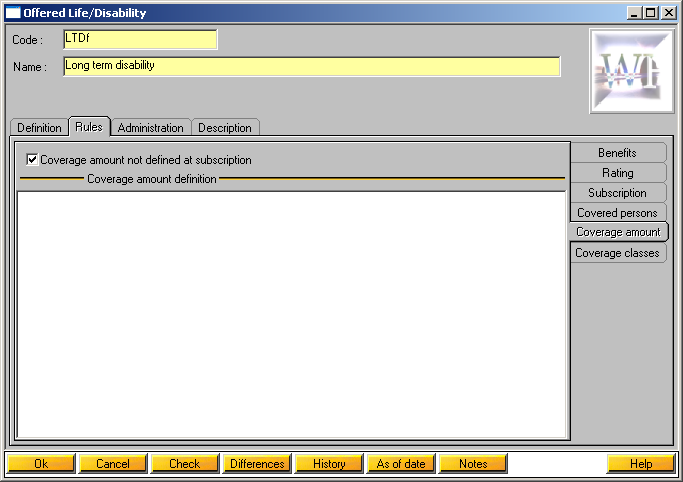 Offered Life/Disability
Code : LTDf
Name : Long term disability
Definition Rules Administration Description
Coverage amount not defined at subscription
Coverage amount definition
Benefits
Rating
Subscription
Covered persons
Coverage amount
Coverage classes
Ok Cancel Check Differences History As of date Notes Help